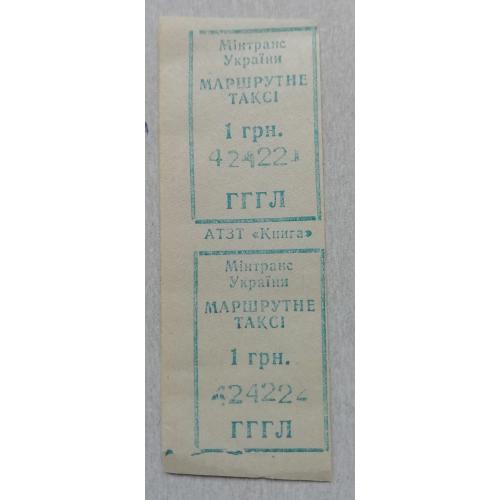 Мінтранс
України
МАРШРУТНЕ
ТАКСІ
1 грн.
424221
ГГГЛ
АТЗТ «Книга»
Мінтранс
України
МАРШРУТНЕ
ТАКСІ
1 грн.
424222
ГГГЛ